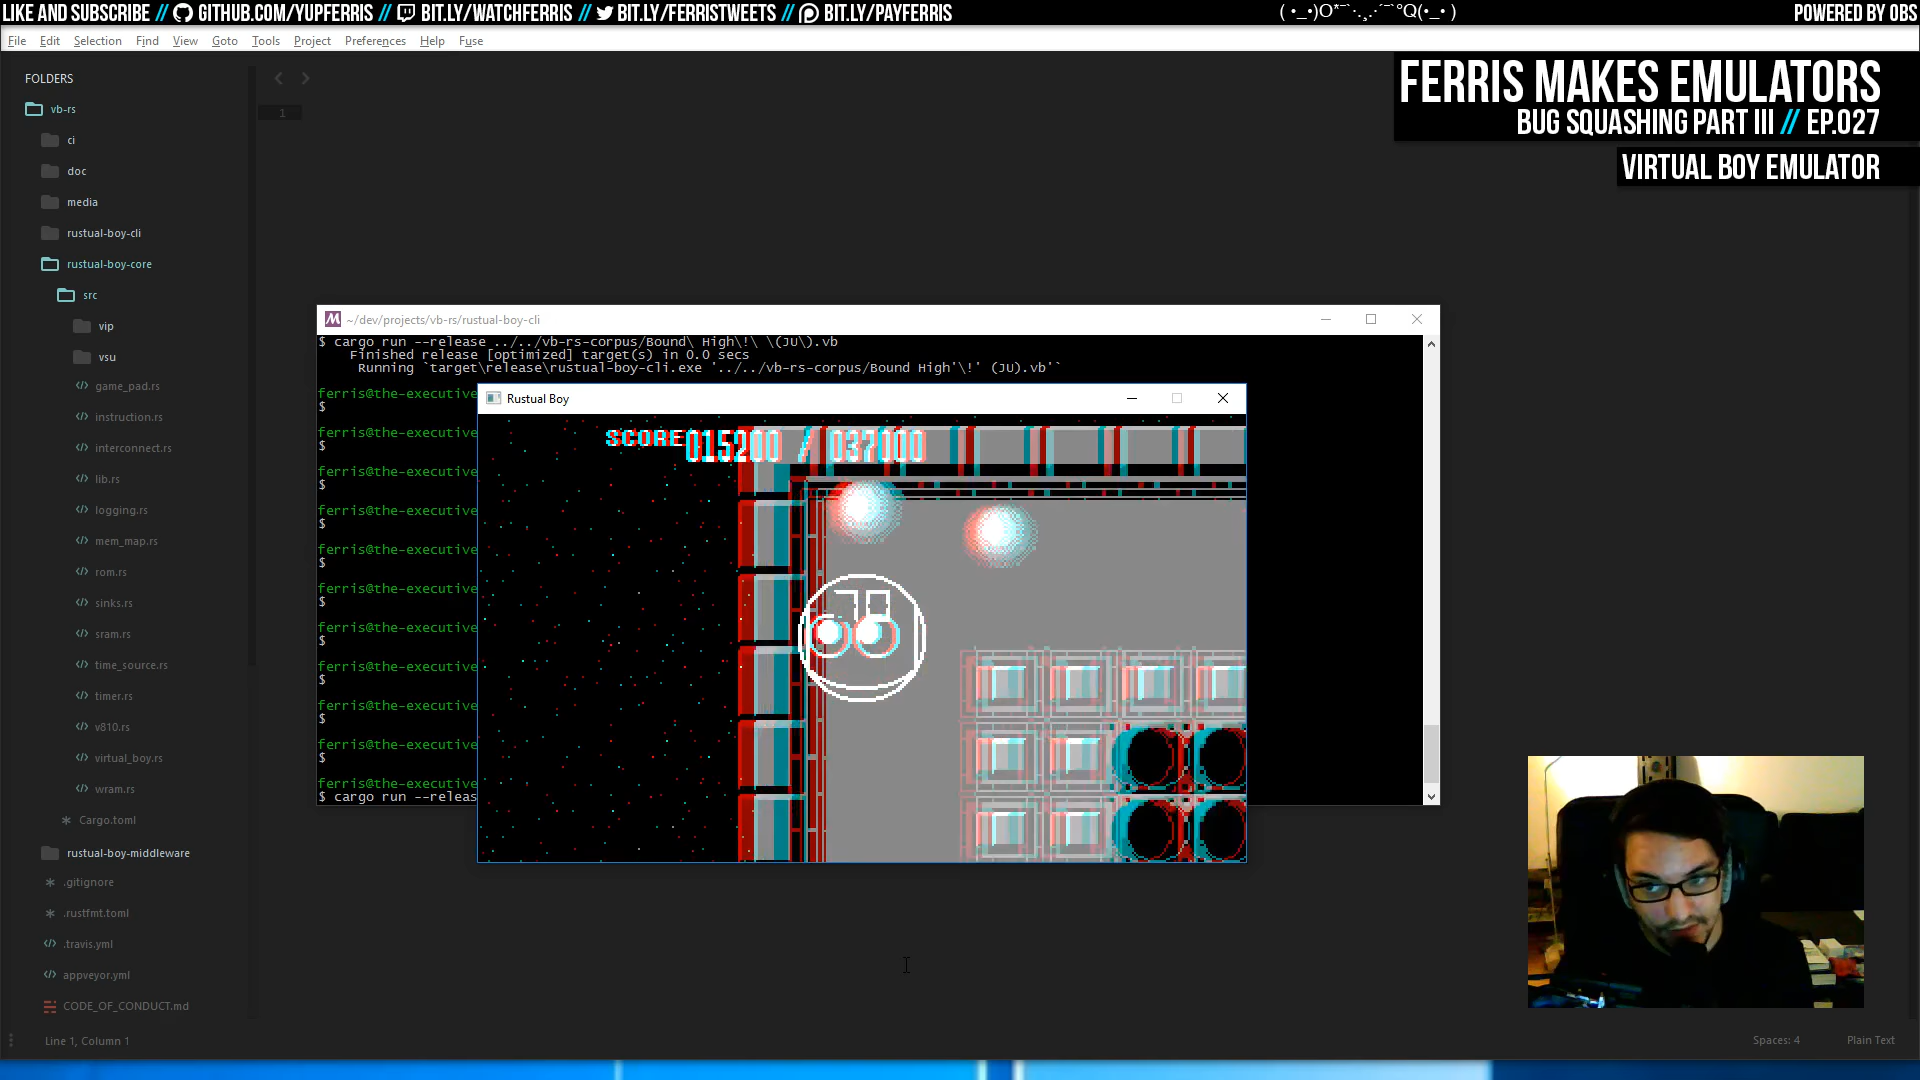 LIKE AND SUBSCRIBE // GITHUB.COM/YUPFERRIS // BIT.LY/WATCHFERRIS // BIT.LY/FERRISTWEETS // BIT.LY/PAYFERRIS
POWERED BY OBS
File Edit Selection Find View Goto Tools Project Preferences Help Fuse
FERRIS MAKES EMULATORS
BUG SQUASHING PART III // EP.027
VIRTUAL BOY EMULATOR
FOLDERS
vb-rs
ci
doc
media
rustual-boy-cli
rustual-boy-core
src
vip
vsu
game_pad.rs
instruction.rs
interconnect.rs
lib.rs
logging.rs
mem_map.rs
rom.rs
sinks.rs
sram.rs
time_source.rs
timer.rs
v810.rs
virtual_boy.rs
wram.rs
Cargo.toml
rustual-boy-middleware
.gitignore
.rustfmt.toml
.travis.yml
appveyor.yml
CODE_OF_CONDUCT.md
1
~/dev/projects/vb-rs/rustual-boy-cli
$ cargo run --release ../../vb-rs-corpus/Bound\ High\!\ \(JU\).vb
Finished release [optimized] target(s) in 0.0 secs
Running `target\release\rustual-boy-cli.exe '../../vb-rs-corpus/Bound High'\!' (JU).vb'`
ferris@the-executive
$
ferris@the-executive
$
ferris@the-executive
$
ferris@the-executive
$
ferris@the-executive
$
ferris@the-executive
$
ferris@the-executive
$
ferris@the-executive
$
ferris@the-executive
$
ferris@the-executive
$
ferris@the-executive
$ cargo run --releas
Rustual Boy
SCORE 015200 / 037000
Line 1, Column 1
Spaces: 4
Plain Text